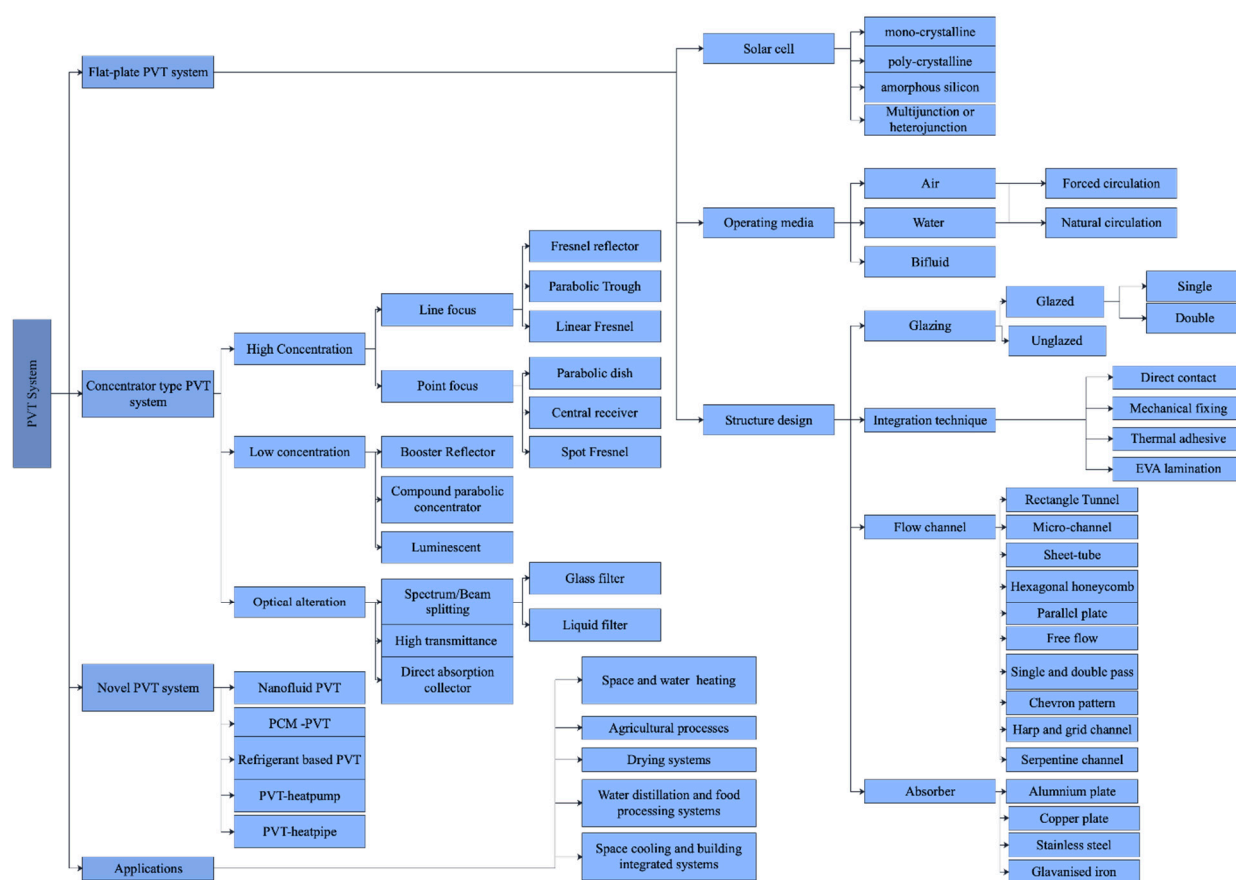 PVT System
Flat-plate PVT system
Solar cell
mono-crystalline
poly-crystalline
amorphous silicon
Multijunction or
heterojunction
Operating media
Air
Water
Bifluid
Forced circulation
Natural circulation
Structure design
Glazing
Glazed
Single
Double
Unglazed
Integration technique
Direct contact
Mechanical fixing
Thermal adhesive
EVA lamination
Flow channel
Rectangle Tunnel
Micro-channel
Sheet-tube
Hexagonal honeycomb
Parallel plate
Free flow
Single and double pass
Chevron pattern
Harp and grid channel
Serpentine channel
Absorber
Alumnium plate
Copper plate
Stainless steel
Glavanised iron
Concentrator type PVT
system
High Concentration
Line focus
Fresnel reflector
Parabolic Trough
Linear Fresnel
Point focus
Parabolic dish
Central receiver
Spot Fresnel
Low concentration
Booster Reflector
Compound parabolic
concentrator
Luminescent
Optical alteration
Spectrum/Beam
splitting
Glass filter
Liquid filter
High transmittance
Direct absorption
collector
Novel PVT system
Nanofluid PVT
PCM -PVT
Refrigerant based PVT
PVT-heatpump
PVT-heatpipe
Applications
Space and water heating
Agricultural processes
Drying systems
Water distillation and food
processing systems
Space cooling and building
integrated systems